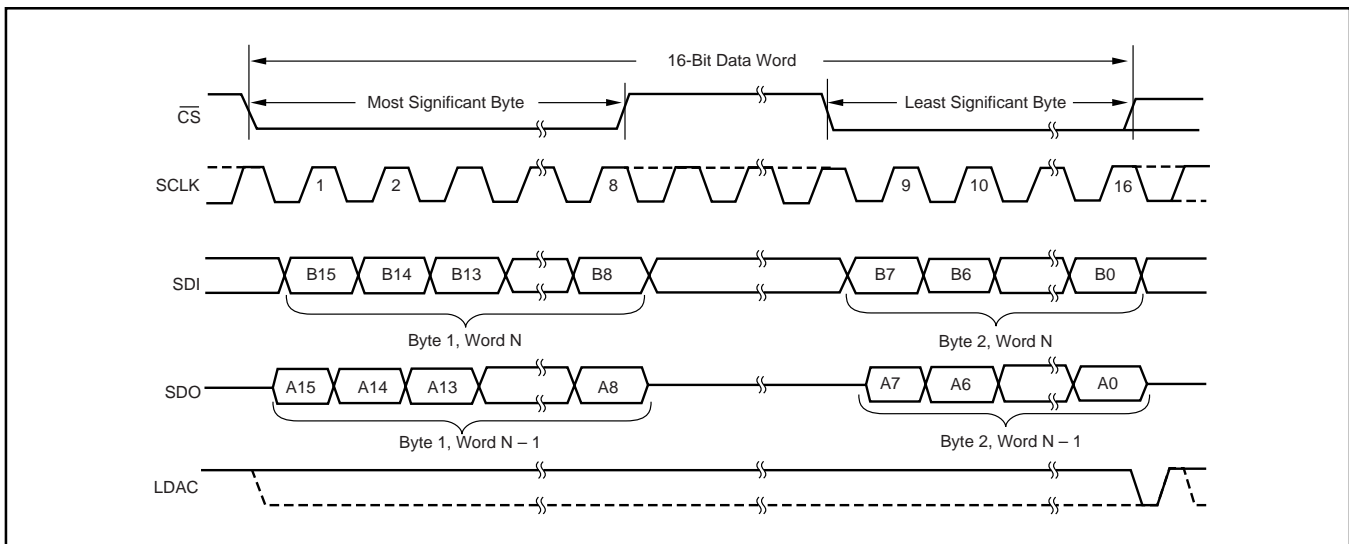 16-Bit Data Word
Most Significant Byte
Least Significant Byte
CS
SCLK
1 2 8 9 10 16
SDI
B15 B14 B13 B8 B7 B6 B0
Byte 1, Word N
Byte 2, Word N
SDO
A15 A14 A13 A8 A7 A6 A0
Byte 1, Word N – 1
Byte 2, Word N – 1
LDAC